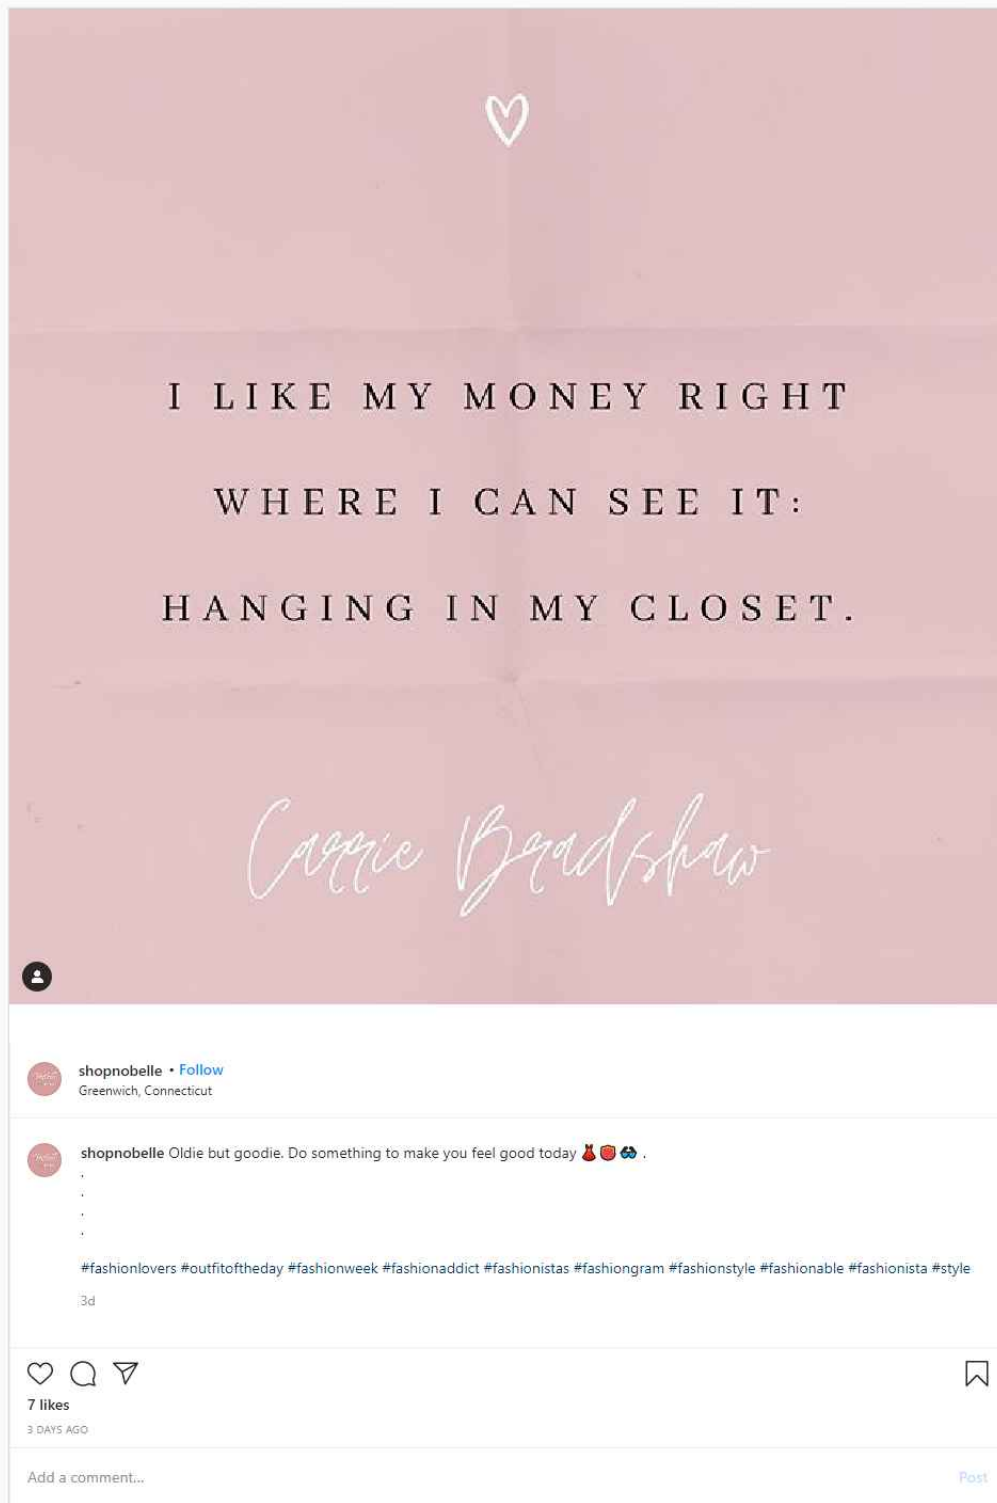 I LIKE MY MONEY RIGHT
WHERE I CAN SEE IT:
HANGING IN MY CLOSET.
Carrie Bradshaw
shopnobelle • Follow
Greenwich, Connecticut
shopnobelle Oldie but goodie. Do something to make you feel good today 👗👛👓 .
.
.
.
.
#fashionlovers #outfitoftheday #fashionweek #fashionaddict #fashionistas #fashiongram #fashionstyle #fashionable #fashionista #style
3d
7 likes
3 DAYS AGO
Add a comment...
Post